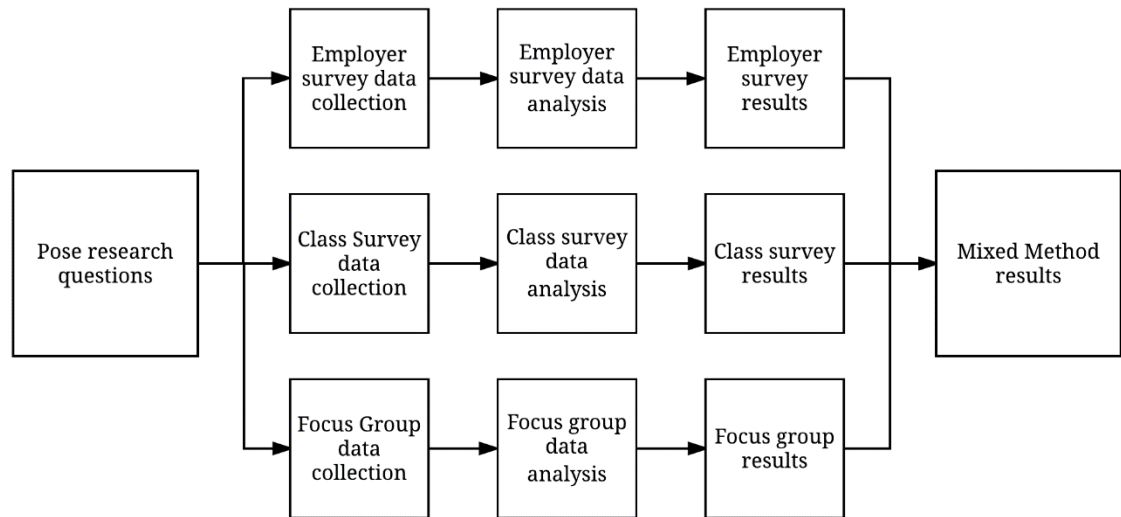 Pose research
questions
Employer
survey data
collection
Employer
survey data
analysis
Employer
survey
results
Class Survey
data
collection
Class survey
data
analysis
Class survey
results
Focus Group
data
collection
Focus group
data
analysis
Focus group
results
Mixed Method
results